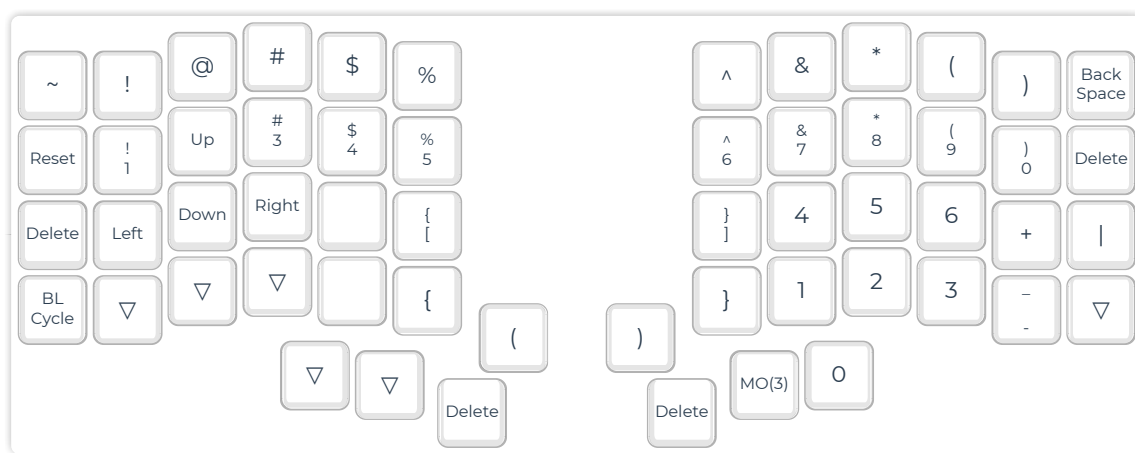 ~ ! @ # $ % ^ & * ( ) Back
Space
Reset ! Up # $ % ^ & * ( ) Delete
1 3 4 5 6 7 8 9 0
Delete Left Down Right { } 4 5 6 + |
[ ]
BL
Cycle ▽ ▽ ▽ { } 1 2 3 _ ▽
-
( )
▽ ▽ MO(3) 0
Delete Delete